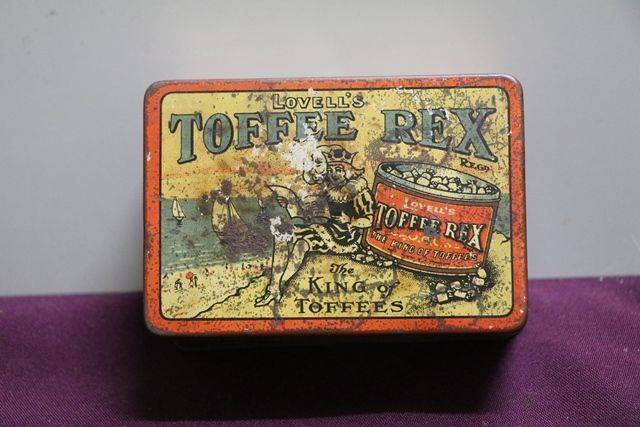 LOVELL'S
TOFFEE REX
REGD
LOVELL'S
TOFFEE REX
THE KING OF TOFFEES
The
KING OF
TOFFEES